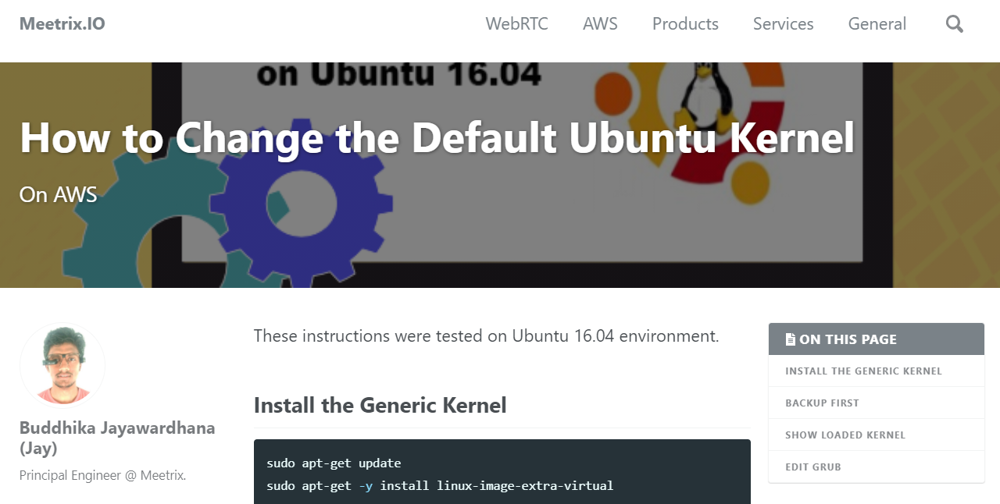 Meetrix.IO
WebRTC AWS Products Services General
on Ubuntu 16.04
How to Change the Default Ubuntu Kernel
On AWS
Buddhika Jayawardhana
(Jay)
Principal Engineer @ Meetrix.
These instructions were tested on Ubuntu 16.04 environment.
Install the Generic Kernel
sudo apt-get update
sudo apt-get -y install linux-image-extra-virtual
ON THIS PAGE
INSTALL THE GENERIC KERNEL
BACKUP FIRST
SHOW LOADED KERNEL
EDIT GRUB